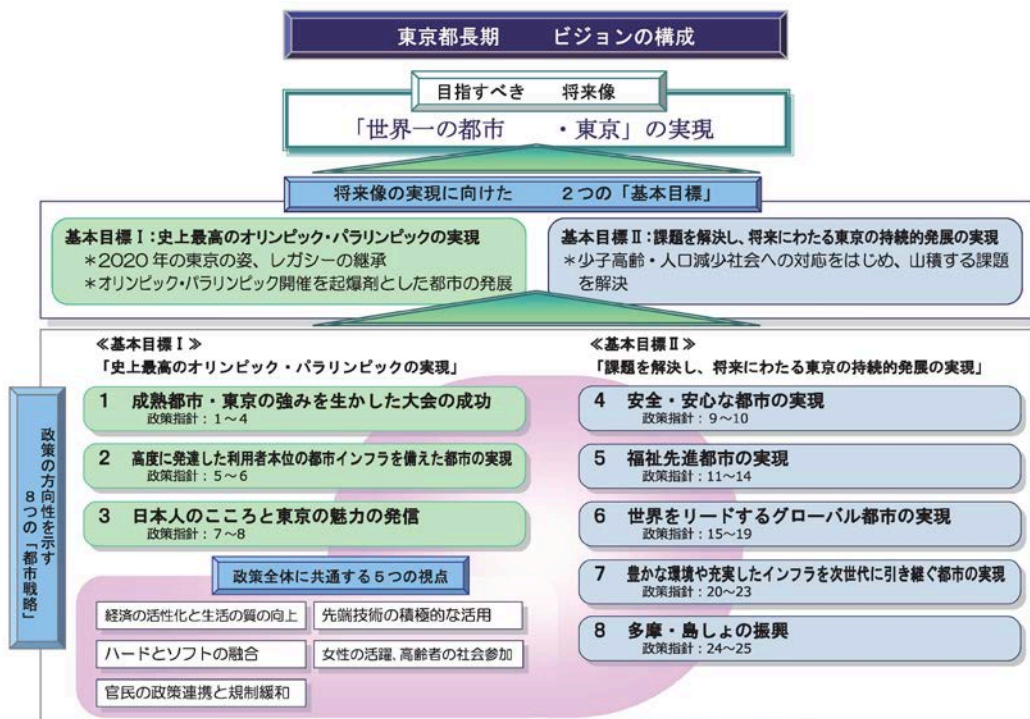 東京都長期　ビジョンの構成
目指すべき　将来像
「世界一の都市　・東京」の実現
将来像の実現に向けた　２つの「基本目標」
基本目標Ⅰ：史上最高のオリンピック・パラリンピックの実現
＊2020年の東京の姿、レガシーの継承
＊オリンピック・パラリンピック開催を起爆剤とした都市の発展
基本目標Ⅱ：課題を解決し、将来にわたる東京の持続的発展の実現
＊少子高齢・人口減少社会への対応をはじめ、山積する課題
を解決
政策の方向性を示す
８つの「都市戦略」
≪基本目標Ⅰ≫
「史上最高のオリンピック・パラリンピックの実現」
1　成熟都市・東京の強みを生かした大会の成功
政策指針：1～4
2　高度に発達した利用者本位の都市インフラを備えた都市の実現
政策指針：5～6
3　日本人のこころと東京の魅力の発信
政策指針：7～8
≪基本目標Ⅱ≫
「課題を解決し、将来にわたる東京の持続的発展の実現」
4　安全・安心な都市の実現
政策指針：9～10
5　福祉先進都市の実現
政策指針：11～14
6　世界をリードするグローバル都市の実現
政策指針：15～19
7　豊かな環境や充実したインフラを次世代に引き継ぐ都市の実現
政策指針：20～23
8　多摩・島しょの振興
政策指針：24～25
政策全体に共通する５つの視点
経済の活性化と生活の質の向上
先端技術の積極的な活用
ハードとソフトの融合
女性の活躍、高齢者の社会参加
官民の政策連携と規制緩和